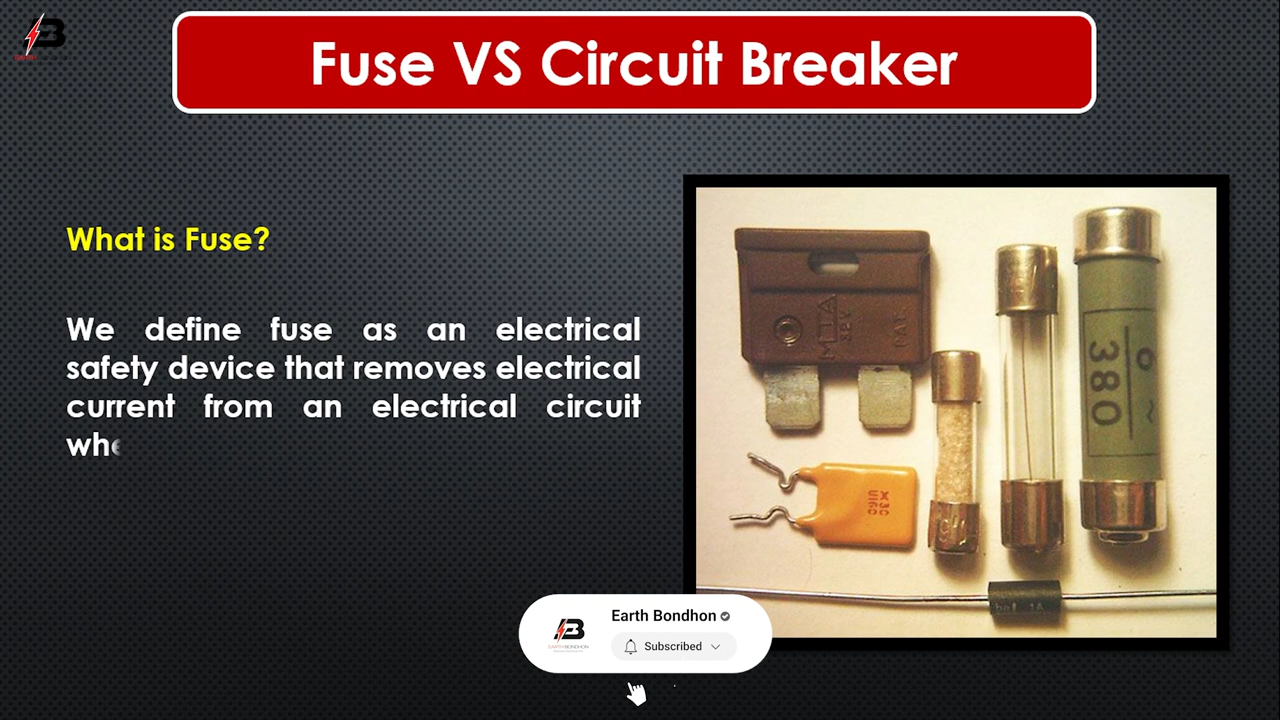 Fuse VS Circuit Breaker
What is Fuse?
We define fuse as an electrical
safety device that removes electrical
current from an electrical circuit
whe
380
Earth Bondhon
Subscribed